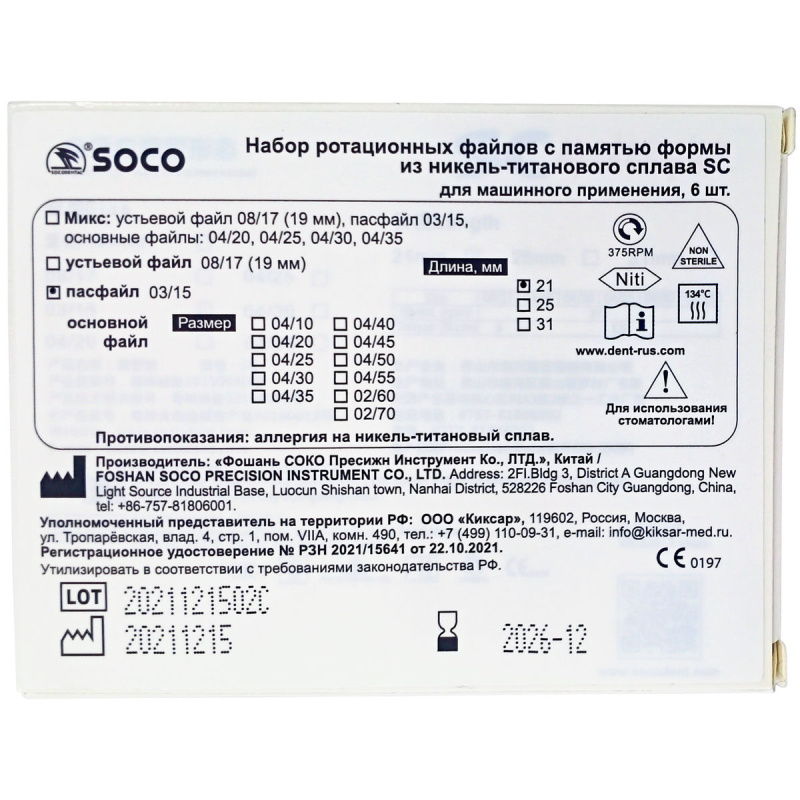 SOCO
SOCODENTAL
®
Набор ротационных файлов с памятью формы
из никель-титанового сплава SC
для машинного применения, 6 шт.
Микс: устьевой файл 08/17 (19 мм), пасфайл 03/15,
основные файлы: 04/20, 04/25, 04/30, 04/35
устьевой файл 08/17 (19 мм)
пасфайл 03/15
основной файл
Размер
04/10
04/20
04/25
04/30
04/35
04/40
04/45
04/50
04/55
02/60
02/70
Длина, мм
21
25
31
375RPM
NON
STERILE
Niti
134°C
i
www.dent-rus.com
Для использования
стоматологами!
Противопоказания: аллергия на никель-титановый сплав.
Производитель: «Фошань СОКО Пресижн Инструмент Ко., ЛТД.», Китай /
FOSHAN SOCO PRECISION INSTRUMENT CO., LTD. Address: 2Fl.Bldg 3, District A Guangdong New
Light Source Industrial Base, Luocun Shishan town, Nanhai District, 528226 Foshan City Guangdong, China,
tel: +86-757-81806001.
Уполномоченный представитель на территории РФ: ООО «Киксар», 119602, Россия, Москва,
ул. Тропарёвская, влад. 4, стр. 1, пом. VIIA, комн. 490, тел.: +7 (499) 110-09-31, e-mail: info@kiksar-med.ru.
Регистрационное удостоверение № РЗН 2021/15641 от 22.10.2021.
Утилизировать в соответствии с требованиями законодательства РФ.
CE 0197
LOT 2021121502C
20211215
2026-12